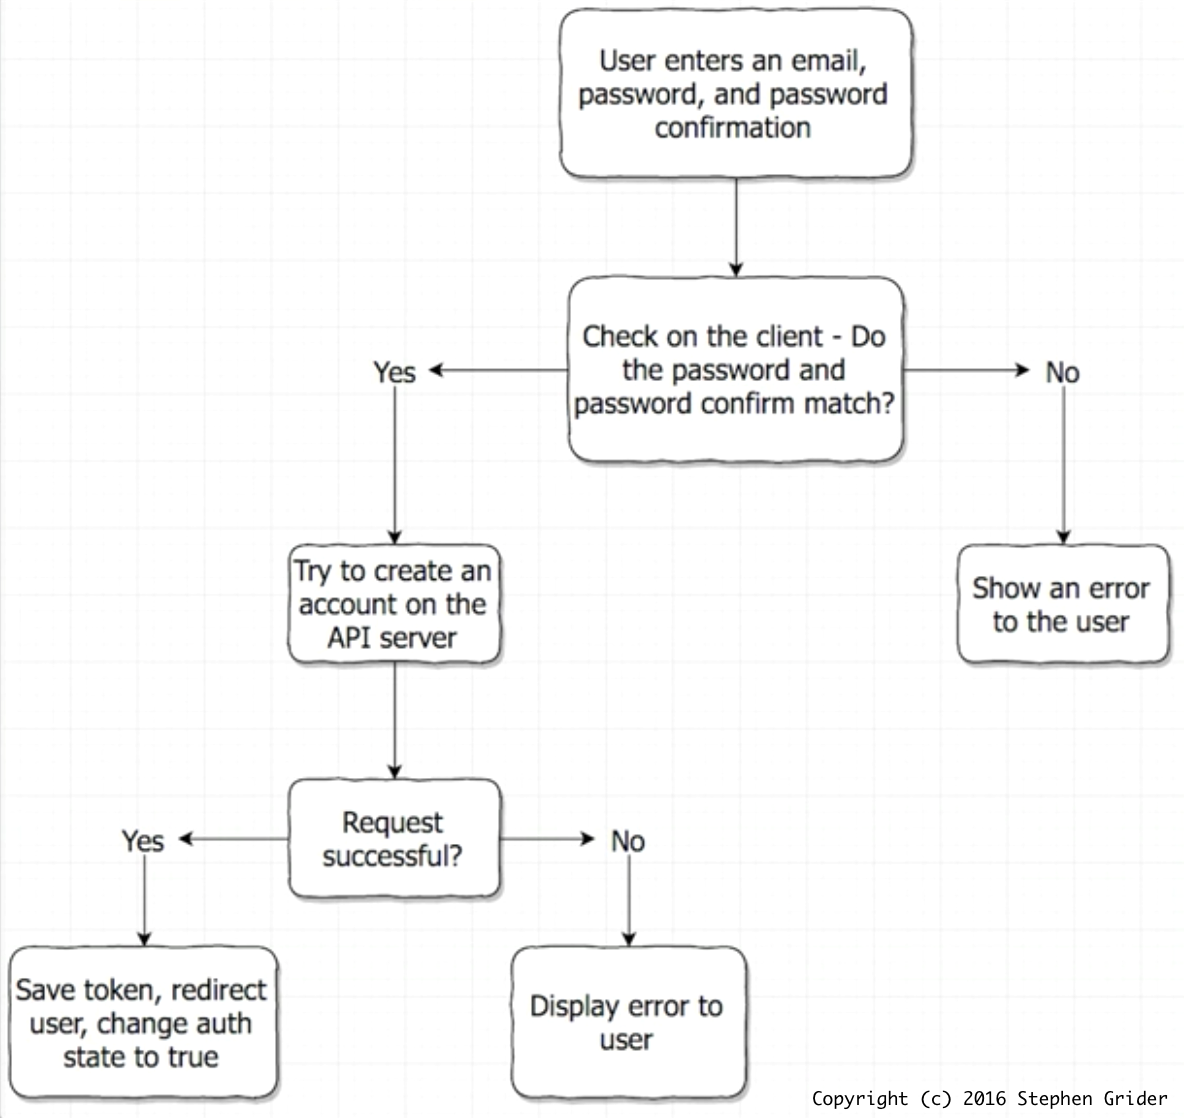 User enters an email,
password, and password
confirmation
Check on the client - Do
the password and
password confirm match?
Yes
No
Try to create an
account on the
API server
Show an error
to the user
Request
successful?
Yes
No
Save token, redirect
user, change auth
state to true
Display error to
user
Copyright (c) 2016 Stephen Grider